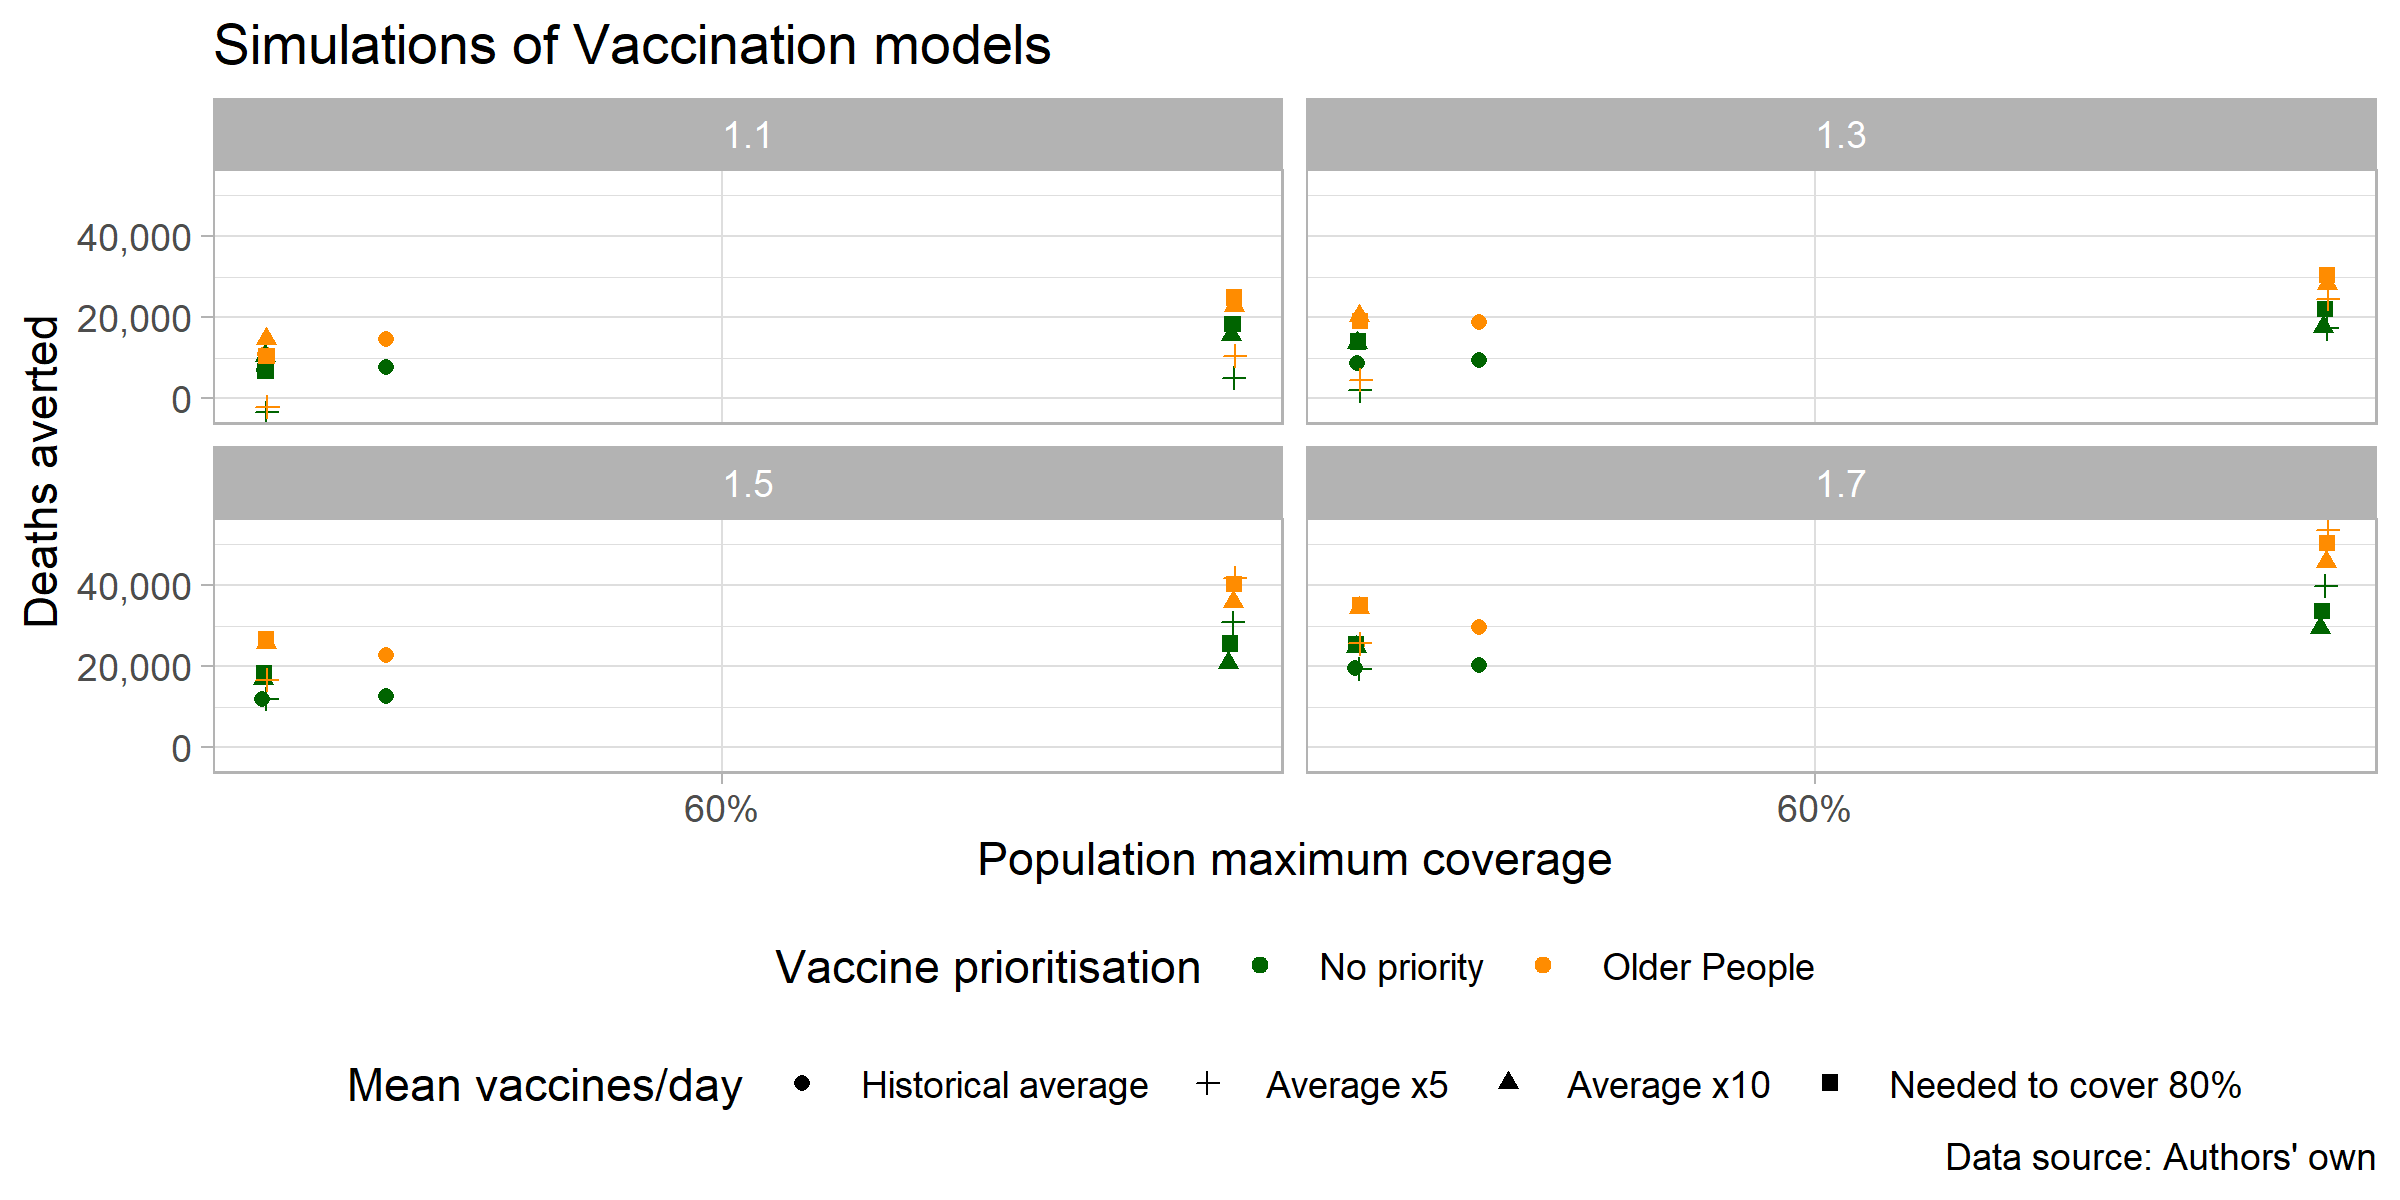 Simulations of Vaccination models
1.1
1.3
40,000
20,000
0
1.5
1.7
40,000
20,000
0
Deaths averted
60%
60%
Population maximum coverage
Vaccine prioritisation No priority Older People
Mean vaccines/day Historical average Average x5 Average x10 Needed to cover 80%
Data source: Authors' own